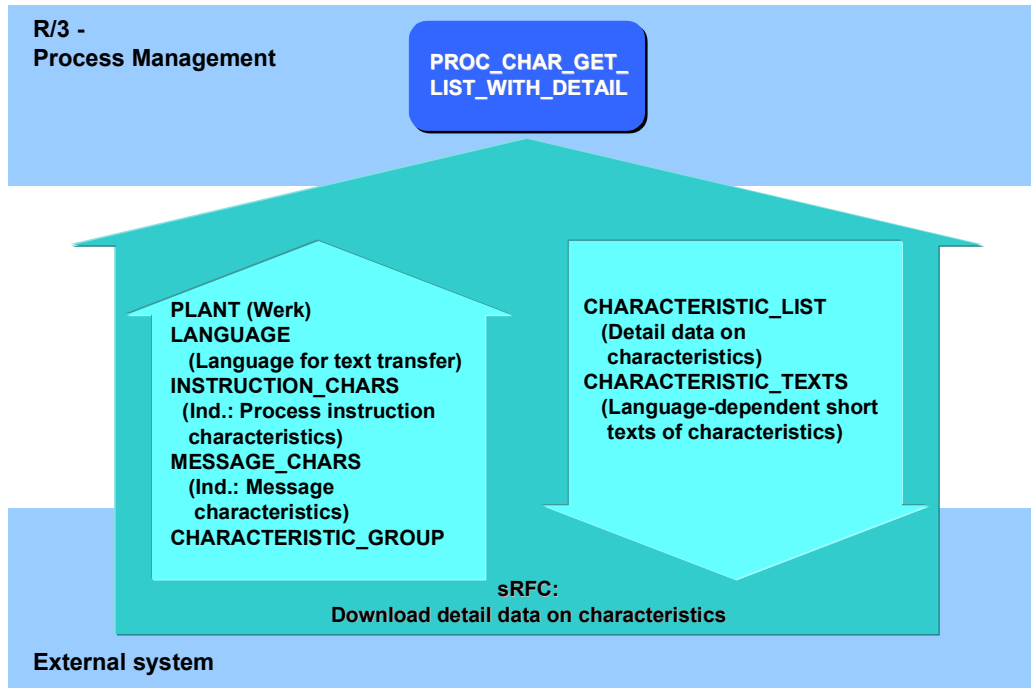 R/3 -
Process Management
PROC_CHAR_GET_
LIST_WITH_DETAIL
PLANT (Werk)
LANGUAGE
(Language for text transfer)
INSTRUCTION_CHARS
(Ind.: Process instruction
characteristics)
MESSAGE_CHARS
(Ind.: Message
characteristics)
CHARACTERISTIC_GROUP
CHARACTERISTIC_LIST
(Detail data on
characteristics)
CHARACTERISTIC_TEXTS
(Language-dependent short
texts of characteristics)
sRFC:
Download detail data on characteristics
External system